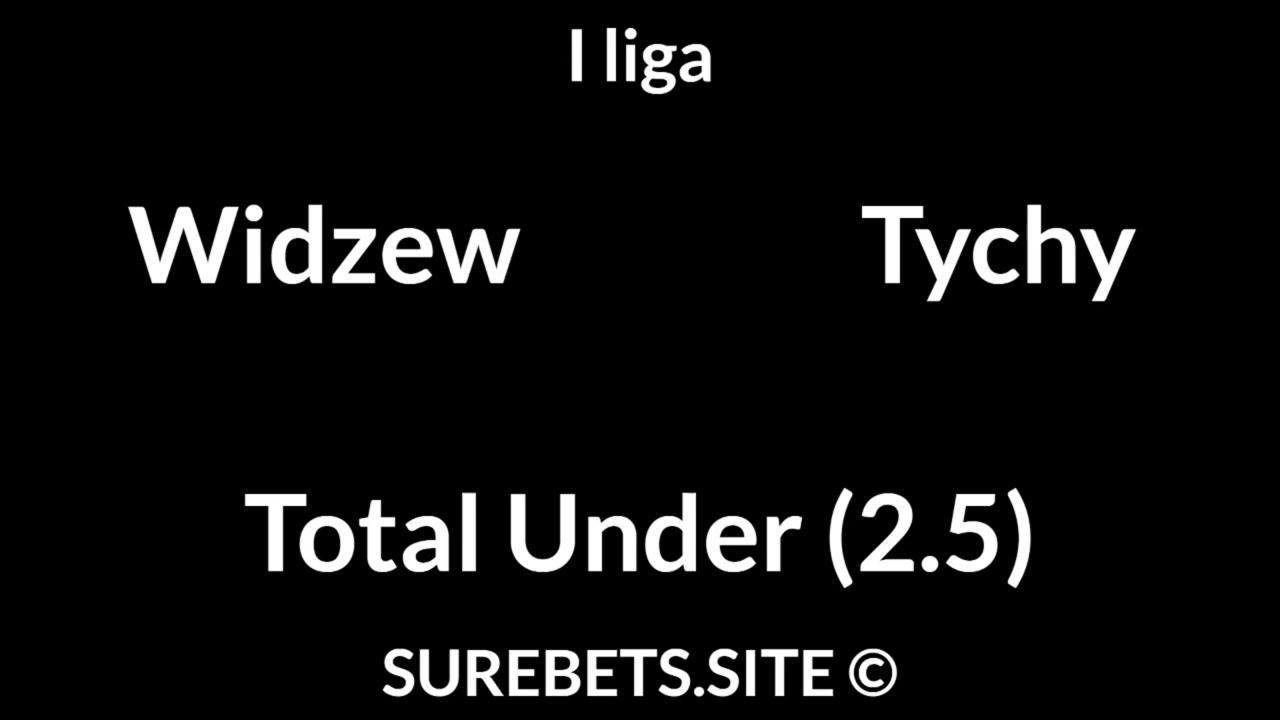 I liga
Widzew Tychy
Total Under (2.5)
SUREBETS.SITE ©